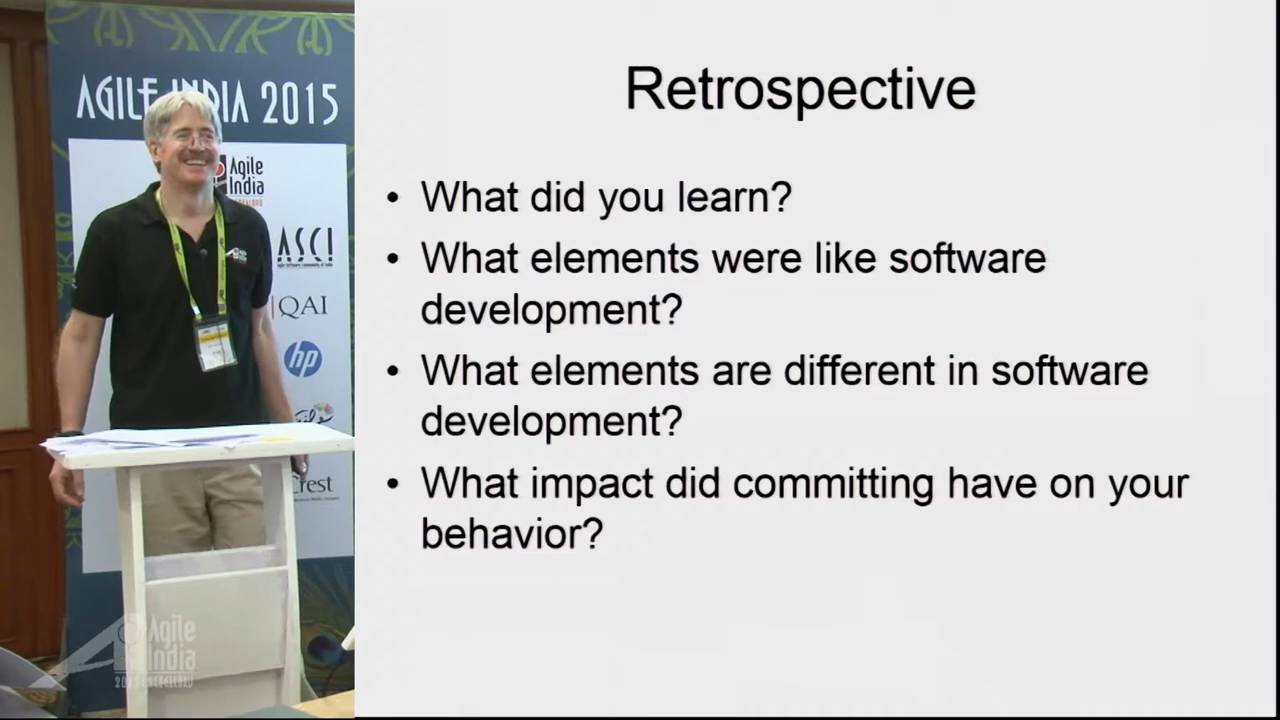 AGILE INDIA 2015
Agile
India
ASCI
QAI
hp
Crest
Agile
India
Retrospective
• What did you learn?
• What elements were like software
development?
• What elements are different in software
development?
• What impact did committing have on your
behavior?